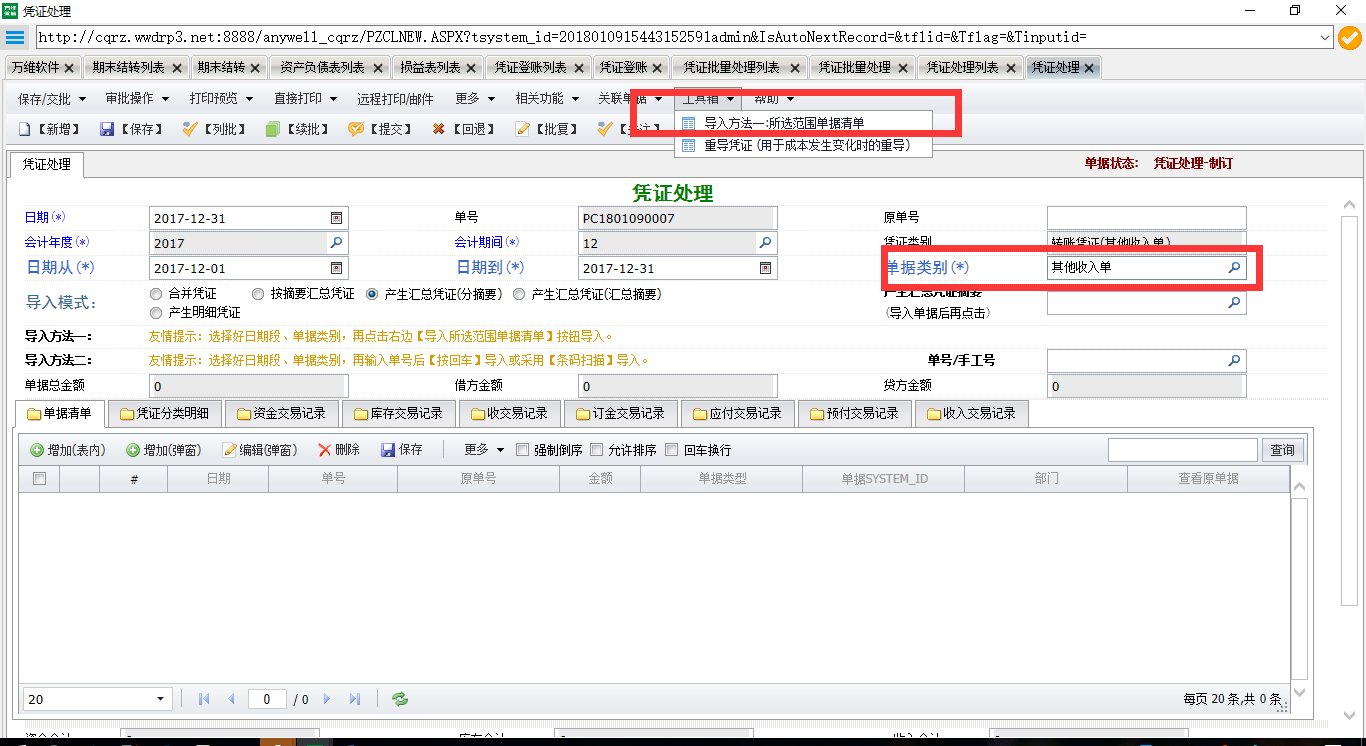 凭证处理
http://cqrz.wwdrp3.net:8888/anywell_cqrz/PZCLNEW.ASPX?tsystem_id=2018010915443152591admin&IsAutoNextRecord=&tflid=&Tflag=&Tinputid=
万维软件 期末结转列表 期末结转 资产负债表列表 损益表列表 凭证登账列表 凭证登账 凭证批量处理列表 凭证批量处理 凭证处理列表 凭证处理
保存/交批 审批操作 打印预览 直接打印 远程打印/邮件 更多 相关功能 关联单据 工具箱 帮助
【新增】 【保存】 【列批】 【续批】 【提交】 【回退】 【批复】
导入方法一:所选范围单据清单
重导凭证 (用于成本发生变化时的重导)
凭证处理 单据状态: 凭证处理-制订
凭证处理
日期(*) 2017-12-31 单号 PC1801090007 原单号
会计年度(*) 2017 会计期间(*) 12 凭证类别 转账凭证(其他收入单)
日期从(*) 2017-12-01 日期到(*) 2017-12-31 单据类别(*) 其他收入单
导入模式: 合并凭证 按摘要汇总凭证 产生汇总凭证(分摘要) 产生汇总凭证(汇总摘要) 产生汇总凭证摘要
产生明细凭证 (导入单据后再点击)
导入方法一: 友情提示: 选择好日期段、单据类别，再点击右边【导入所选范围单据清单】按钮导入。
导入方法二: 友情提示: 选择好日期段、单据类别，再输入单号后【按回车】导入或采用【条码扫描】导入。 单号/手工号
单据总金额 0 借方金额 0 贷方金额 0
单据清单 凭证分类明细 资金交易记录 库存交易记录 收交易记录 订金交易记录 应付交易记录 预付交易记录 收入交易记录
增加(表内) 增加(弹窗) 编辑(弹窗) 删除 保存 更多 强制倒序 允许排序 回车换行 查询
# 日期 单号 原单号 金额 单据类型 单据SYSTEM_ID 部门 查看原单据
20 0 / 0 每页 20 条,共 0 条